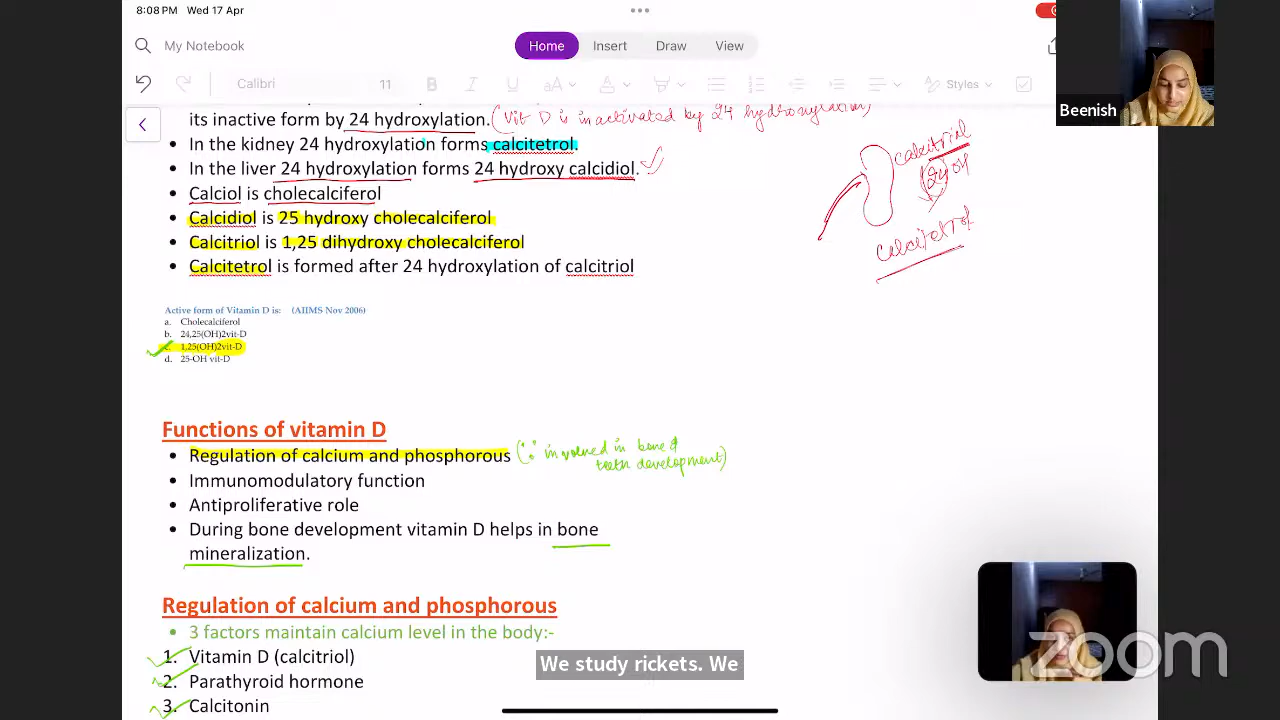 8:08 PM Wed 17 Apr
My Notebook
Home Insert Draw View
Calibri 11 B I U aA A Styles
Beenish
its inactive form by 24 hydroxylation. (Vit D is inactivated by 24 hydroxylation)
• In the kidney 24 hydroxylation forms calcitetrol.
• In the liver 24 hydroxylation forms 24 hydroxy calcidiol.
• Calciol is cholecalciferol
• Calcidiol is 25 hydroxy cholecalciferol
• Calcitriol is 1,25 dihydroxy cholecalciferol
• Calcitetrol is formed after 24 hydroxylation of calcitriol
calcitrial
24 OH
calcitetrol
Active form of Vitamin D is: (AIIMS Nov 2006)
a. Cholecalciferol
b. 24,25(OH)2vit-D
c. 1,25(OH)2vit-D
d. 25-OH vit-D
Functions of vitamin D
• Regulation of calcium and phosphorous (∵ involved in bone &
teeth development)
• Immunomodulatory function
• Antiproliferative role
• During bone development vitamin D helps in bone
mineralization.
Regulation of calcium and phosphorous
• 3 factors maintain calcium level in the body:-
1. Vitamin D (calcitriol)
2. Parathyroid hormone
3. Calcitonin
We study rickets. We
zoom